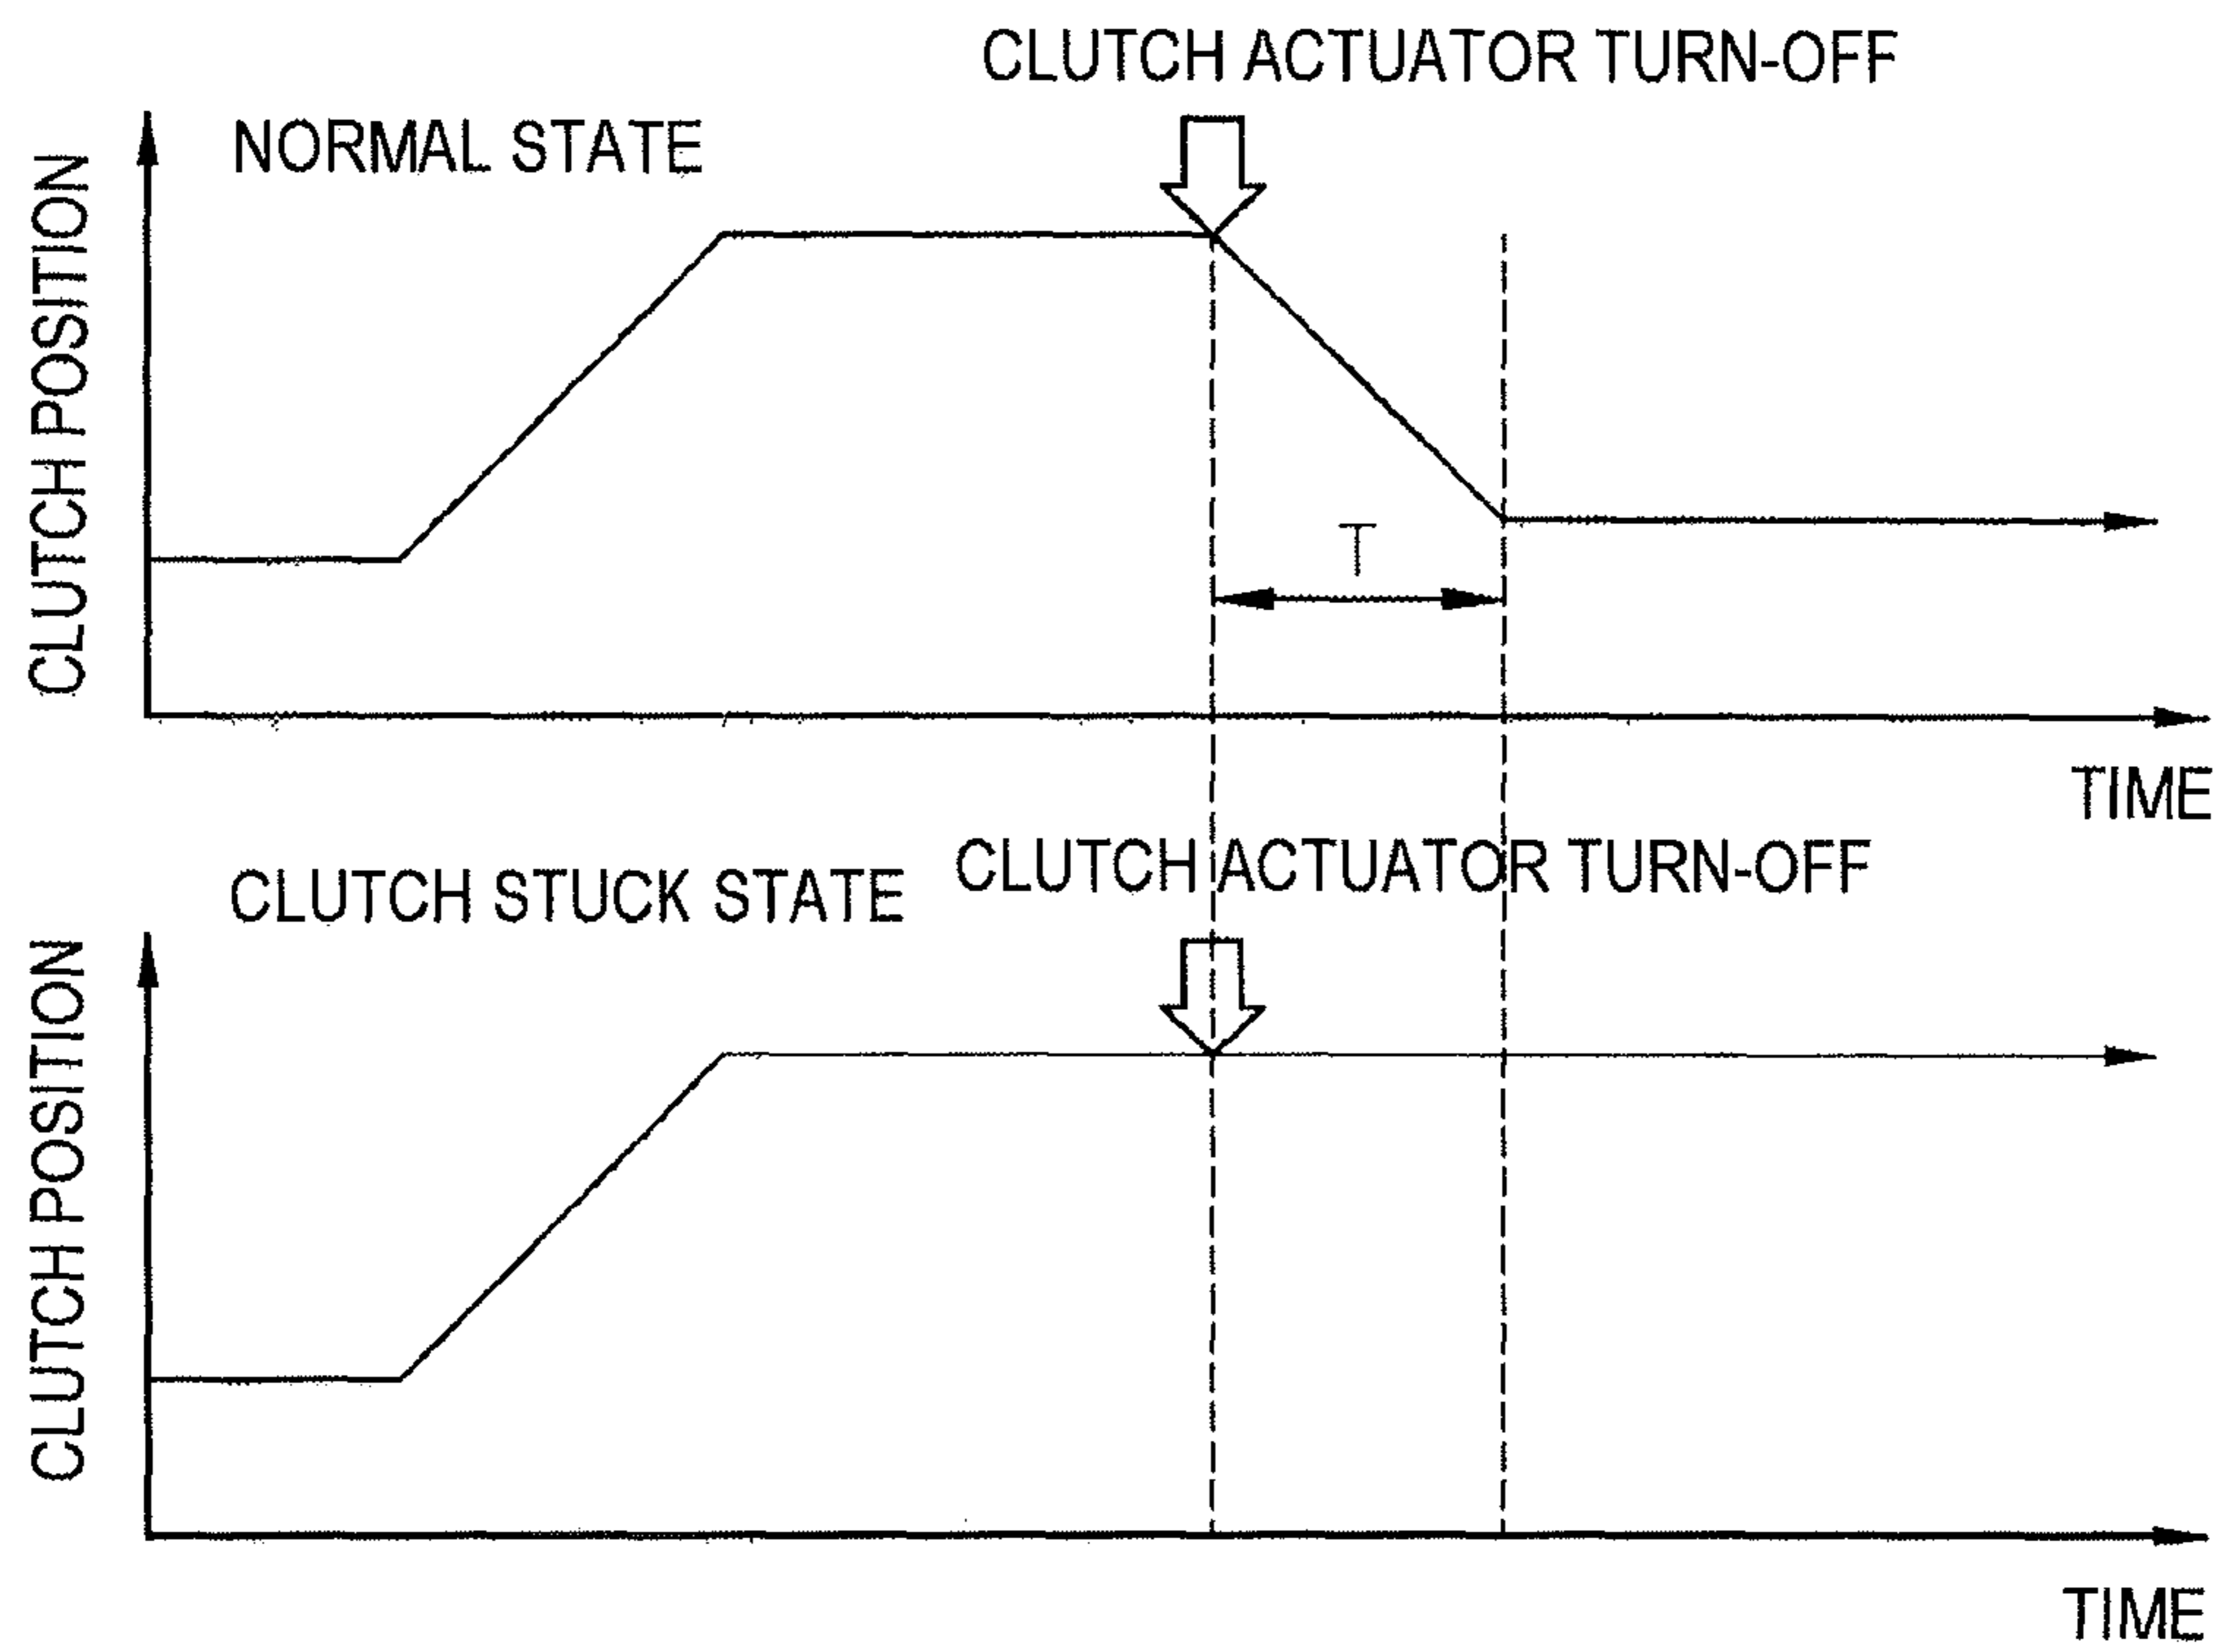 CLUTCH ACTUATOR TURN-OFF
NORMAL STATE
CLUTCH POSITION
T
TIME
CLUTCH ACTUATOR TURN-OFF
CLUTCH STUCK STATE
CLUTCH POSITION
TIME